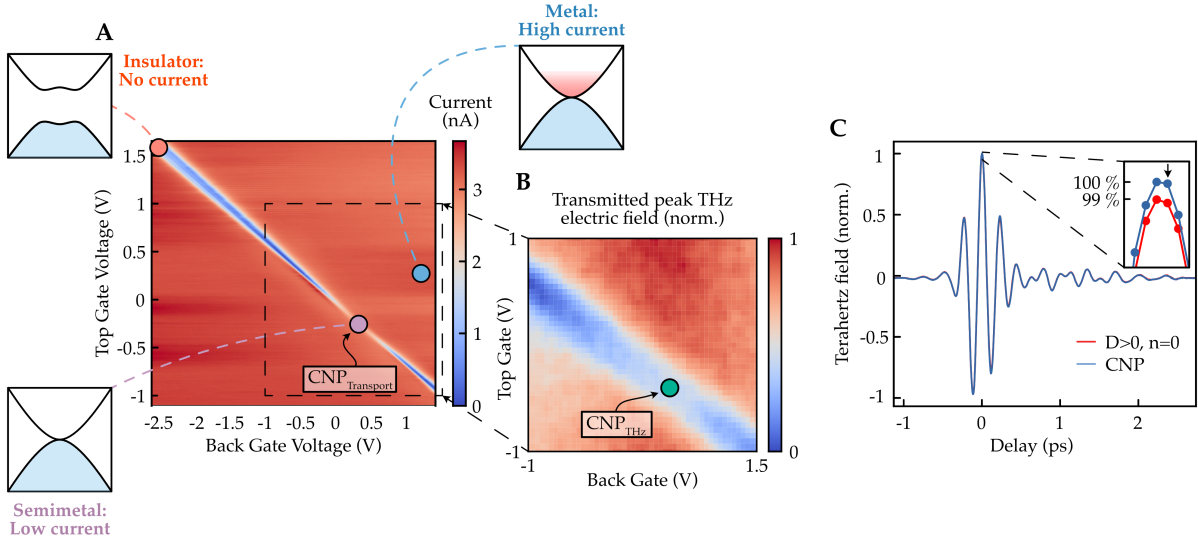 A
Insulator:
No current
Metal:
High current
Current
(nA)
3
2
1
0
Top Gate Voltage (V)
1.5
1
0.5
0
-0.5
-1
-2.5
-2
-1.5
-1
-0.5
0
0.5
1
Back Gate Voltage (V)
CNP Transport
Semimetal:
Low current
B
Transmitted peak THz
electric field (norm.)
1
-1
Top Gate (V)
CNP THz
-1
1.5
Back Gate (V)
1
0
C
Terahertz field (norm.)
1
0.5
0
-0.5
-1
100 %
99 %
D>0, n=0
CNP
-1
0
1
2
Delay (ps)